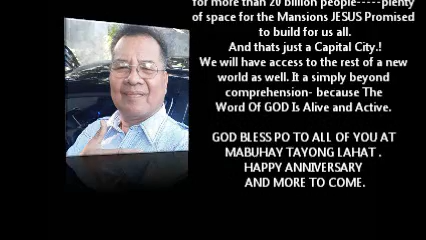 for more than 20 billion people-----plenty
of space for the Mansions JESUS Promised
to build for us all.
And thats just a Capital City.!
We will have access to the rest of a new
world as well. It a simply beyond
comprehension- because The
Word Of GOD Is Alive and Active.
GOD BLESS PO TO ALL OF YOU AT
MABUHAY TAYONG LAHAT .
HAPPY ANNIVERSARY
AND MORE TO COME.